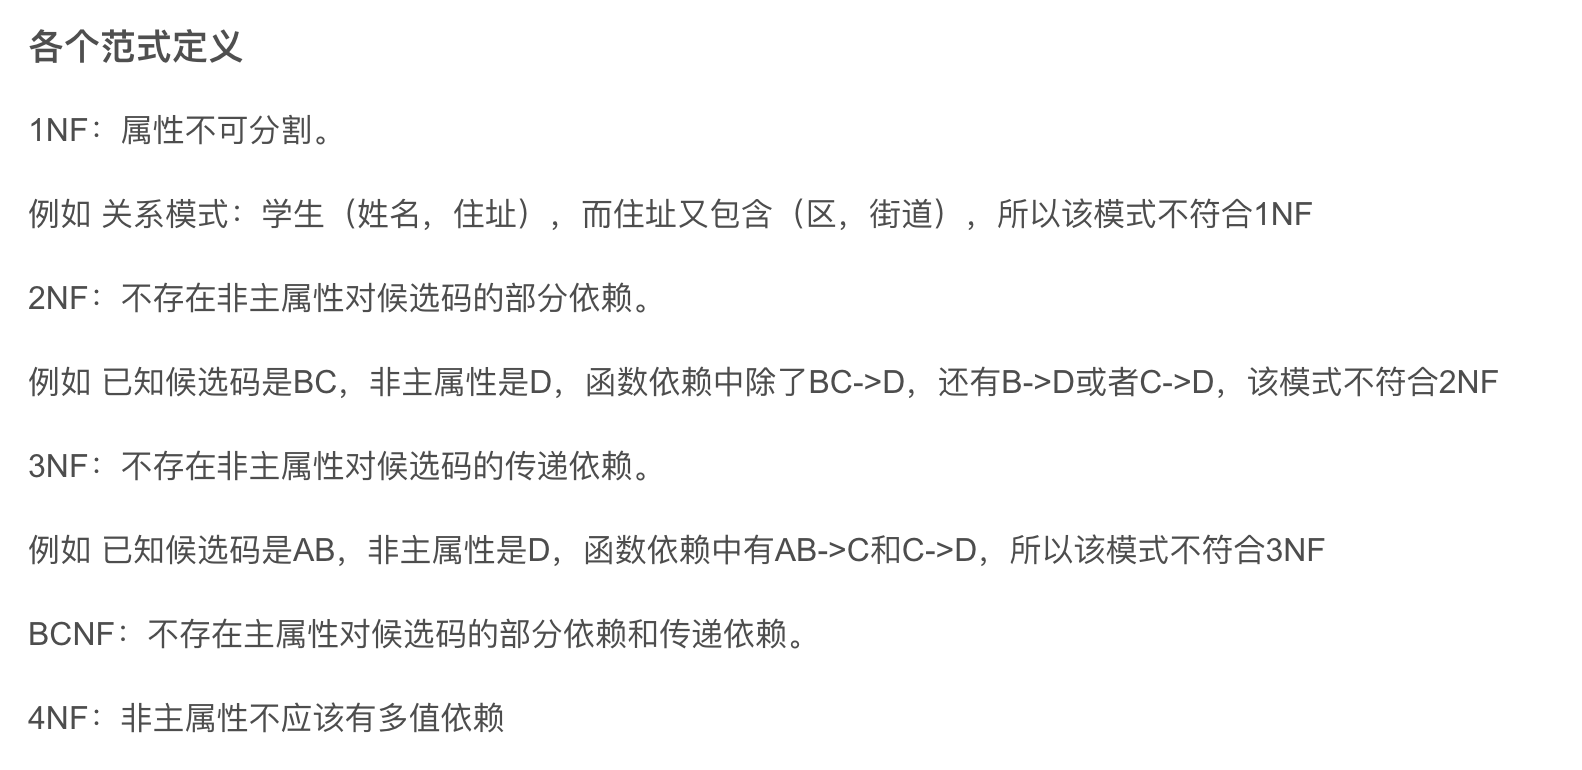 各个范式定义
1NF：属性不可分割。
例如 关系模式：学生（姓名，住址），而住址又包含（区，街道），所以该模式不符合1NF
2NF：不存在非主属性对候选码的部分依赖。
例如 已知候选码是BC，非主属性是D，函数依赖中除了BC->D，还有B->D或者C->D，该模式不符合2NF
3NF：不存在非主属性对候选码的传递依赖。
例如 已知候选码是AB，非主属性是D，函数依赖中有AB->C和C->D，所以该模式不符合3NF
BCNF：不存在主属性对候选码的部分依赖和传递依赖。
4NF：非主属性不应该有多值依赖